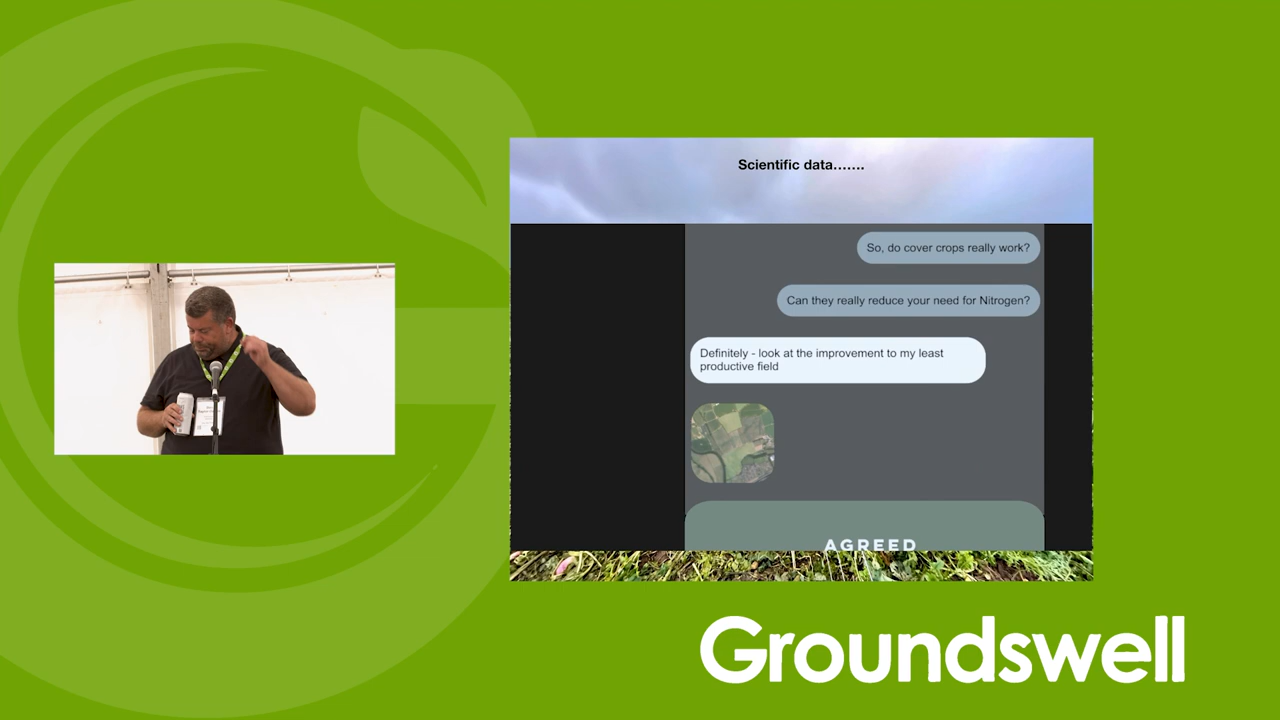 Scientific data.......
So, do cover crops really work?
Can they really reduce your need for Nitrogen?
Definitely - look at the improvement to my least
productive field
AGREED
Groundswell